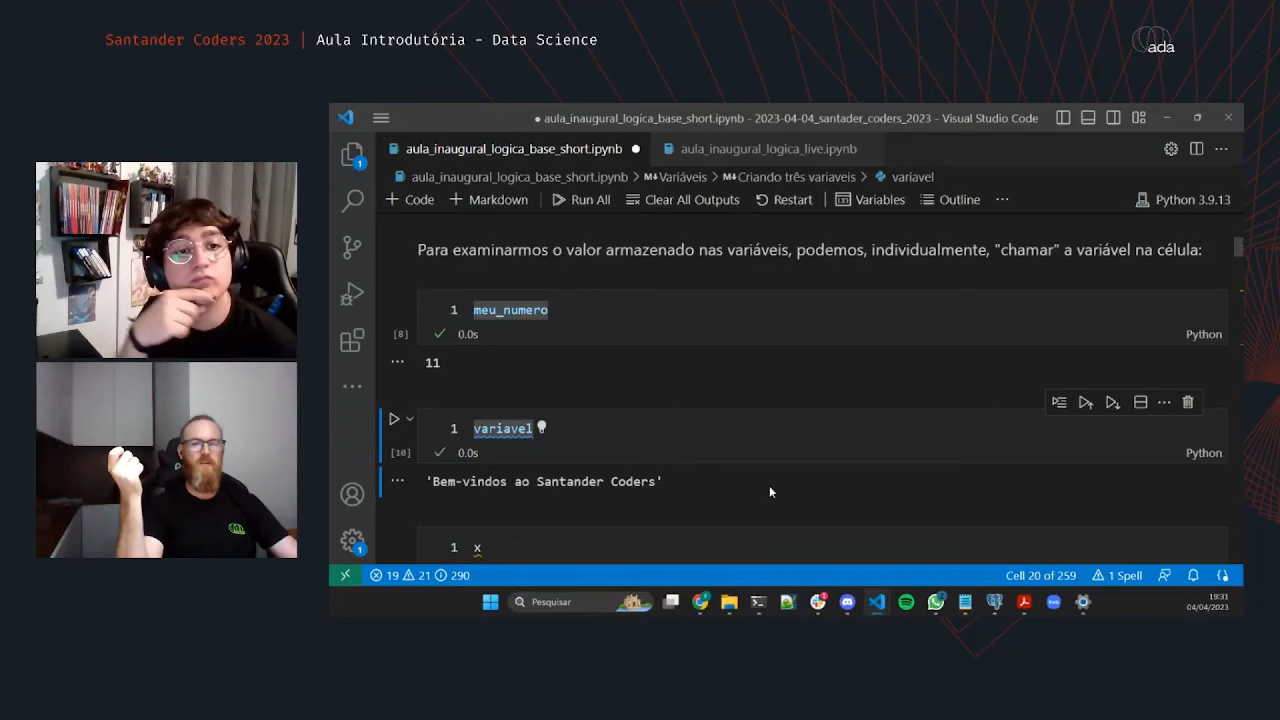 Santander Coders 2023 | Aula Introdutória - Data Science
ada
● aula_inaugural_logica_base_short.ipynb - 2023-04-04_santader_coders_2023 - Visual Studio Code
aula_inaugural_logica_base_short.ipynb ●
aula_inaugural_logica_live.ipynb
1
aula_inaugural_logica_base_short.ipynb > M↓Variáveis > M↓Criando três variaveis > variavel
+ Code + Markdown Run All Clear All Outputs Restart Variables Outline ... Python 3.9.13
Para examinarmos o valor armazenado nas variáveis, podemos, individualmente, "chamar" a variável na célula:
1 meu_numero
[8] ✓ 0.0s Python
... 11
1 variavel
[10] ✓ 0.0s Python
... 'Bem-vindos ao Santander Coders'
1 x
1
19 21 290 Cell 20 of 259 1 Spell
Pesquisar
19:31
04/04/2023